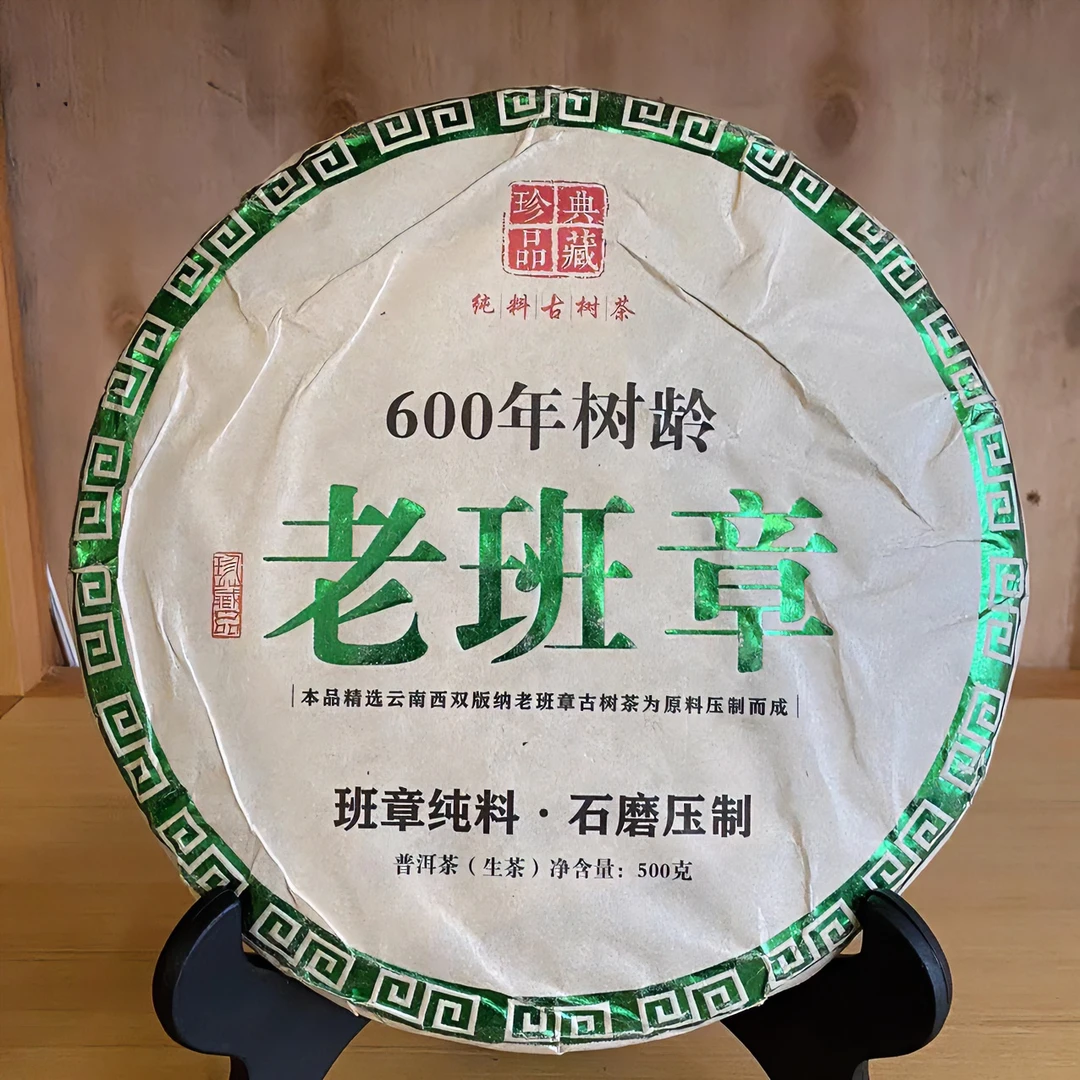 典藏
珍品
纯料古树茶
600年树龄
老班章
珍藏品
本品精选云南西双版纳老班章古树茶为原料压制而成
班章纯料·石磨压制
普洱茶（生茶）净含量：500克